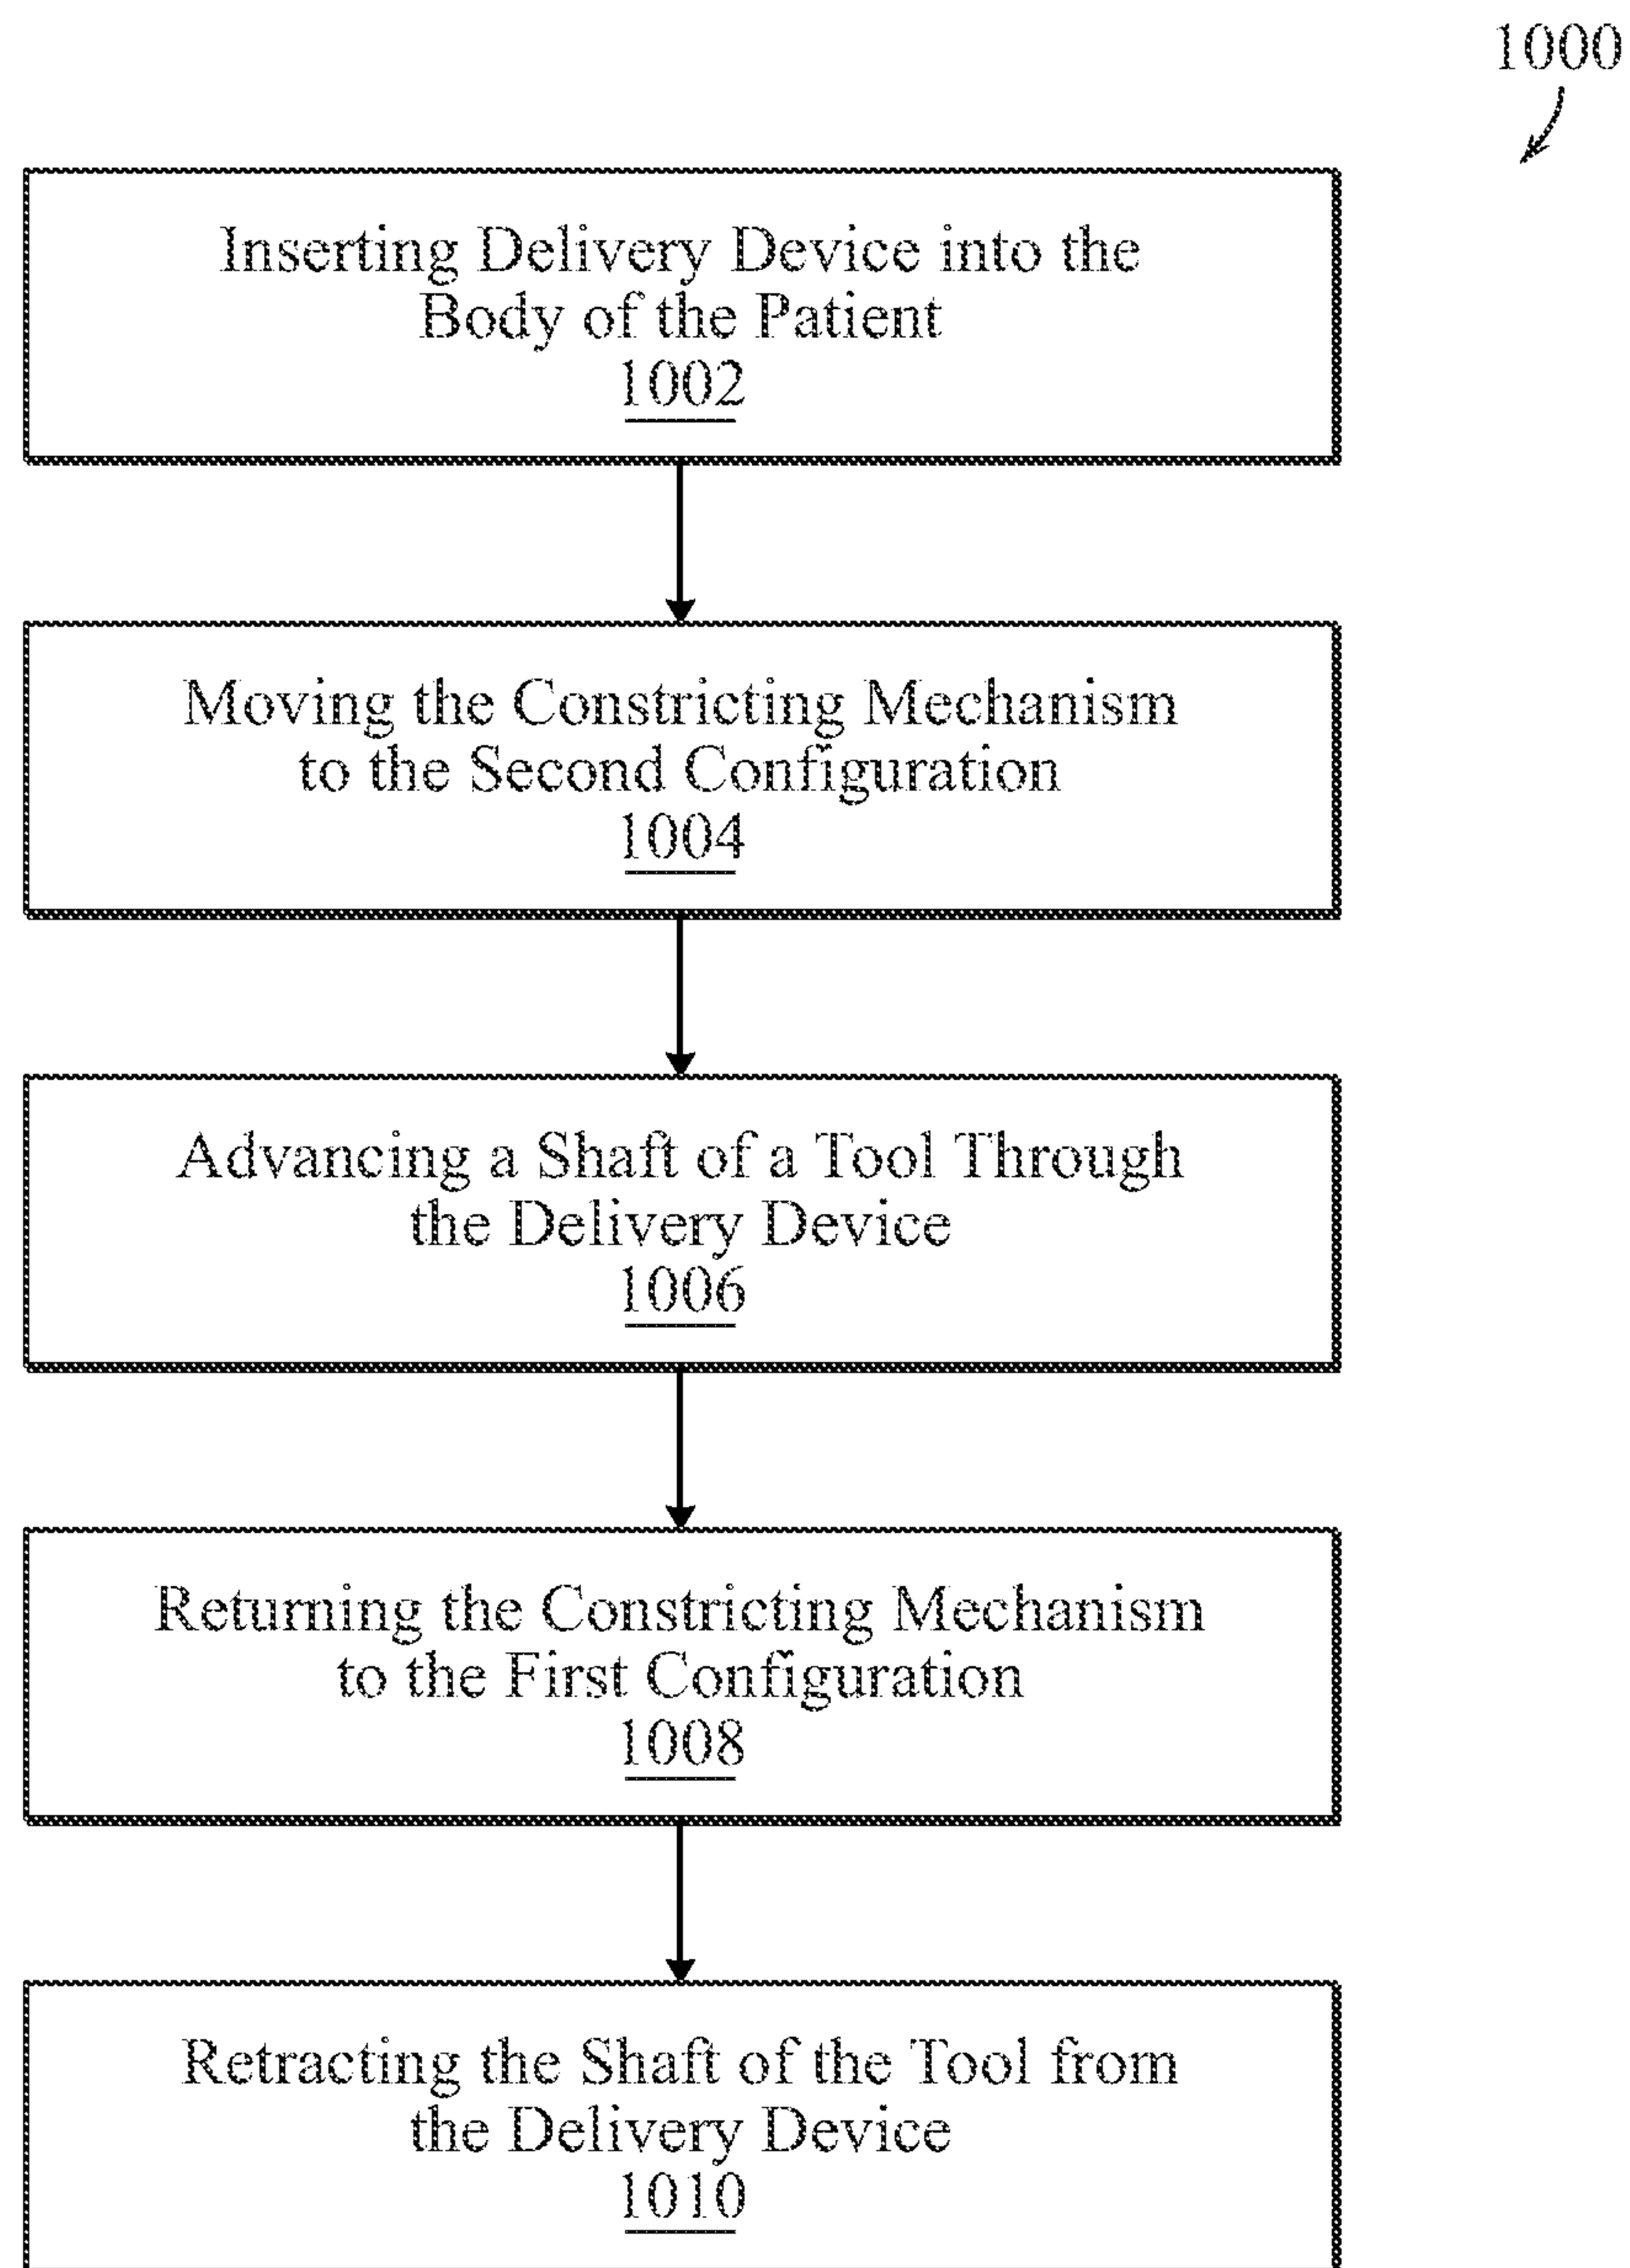 1000
Inserting Delivery Device into the
Body of the Patient
1002
Moving the Constricting Mechanism
to the Second Configuration
1004
Advancing a Shaft of a Tool Through
the Delivery Device
1006
Returning the Constricting Mechanism
to the First Configuration
1008
Retracting the Shaft of the Tool from
the Delivery Device
1010